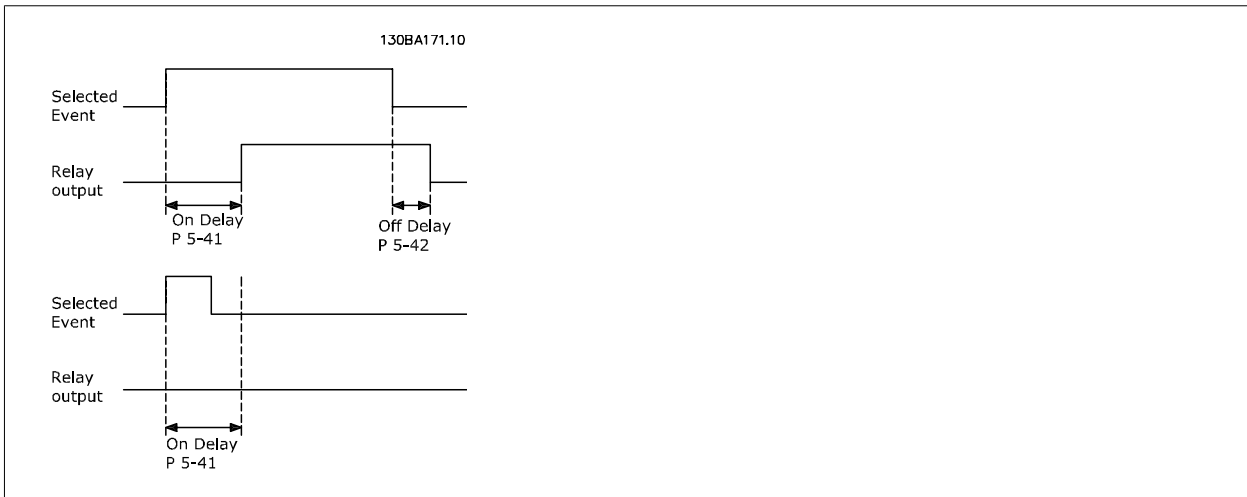 130BA171.10
Selected
Event
Relay
output
On Delay
P 5-41
Off Delay
P 5-42
Selected
Event
Relay
output
On Delay
P 5-41